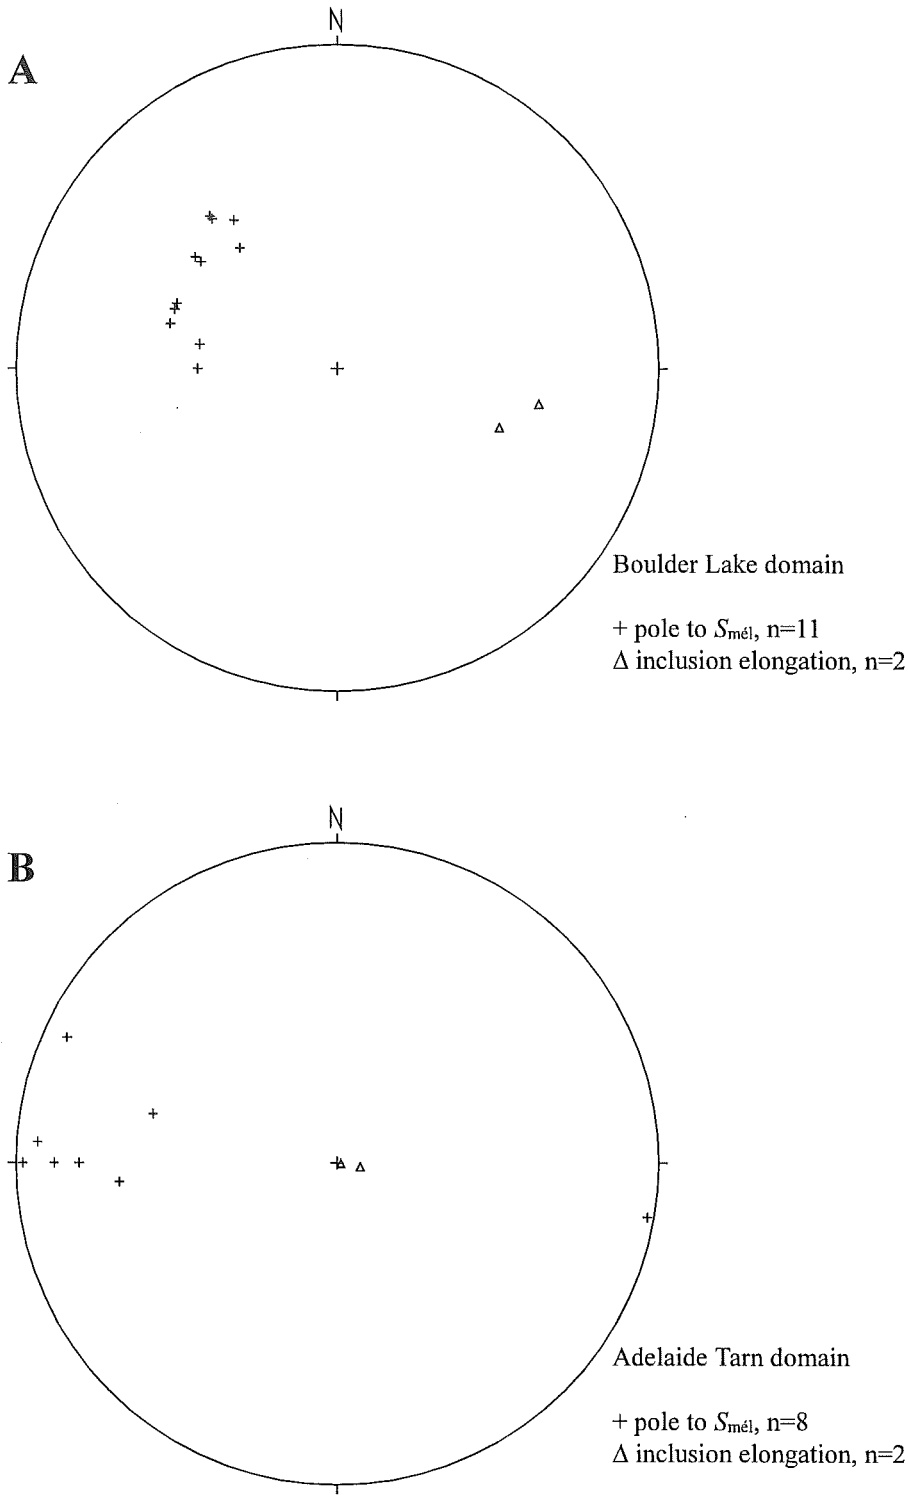 N
A
Boulder Lake domain
+ pole to Smél, n=11
Δ inclusion elongation, n=2
N
B
Adelaide Tarn domain
+ pole to Smél, n=8
Δ inclusion elongation, n=2